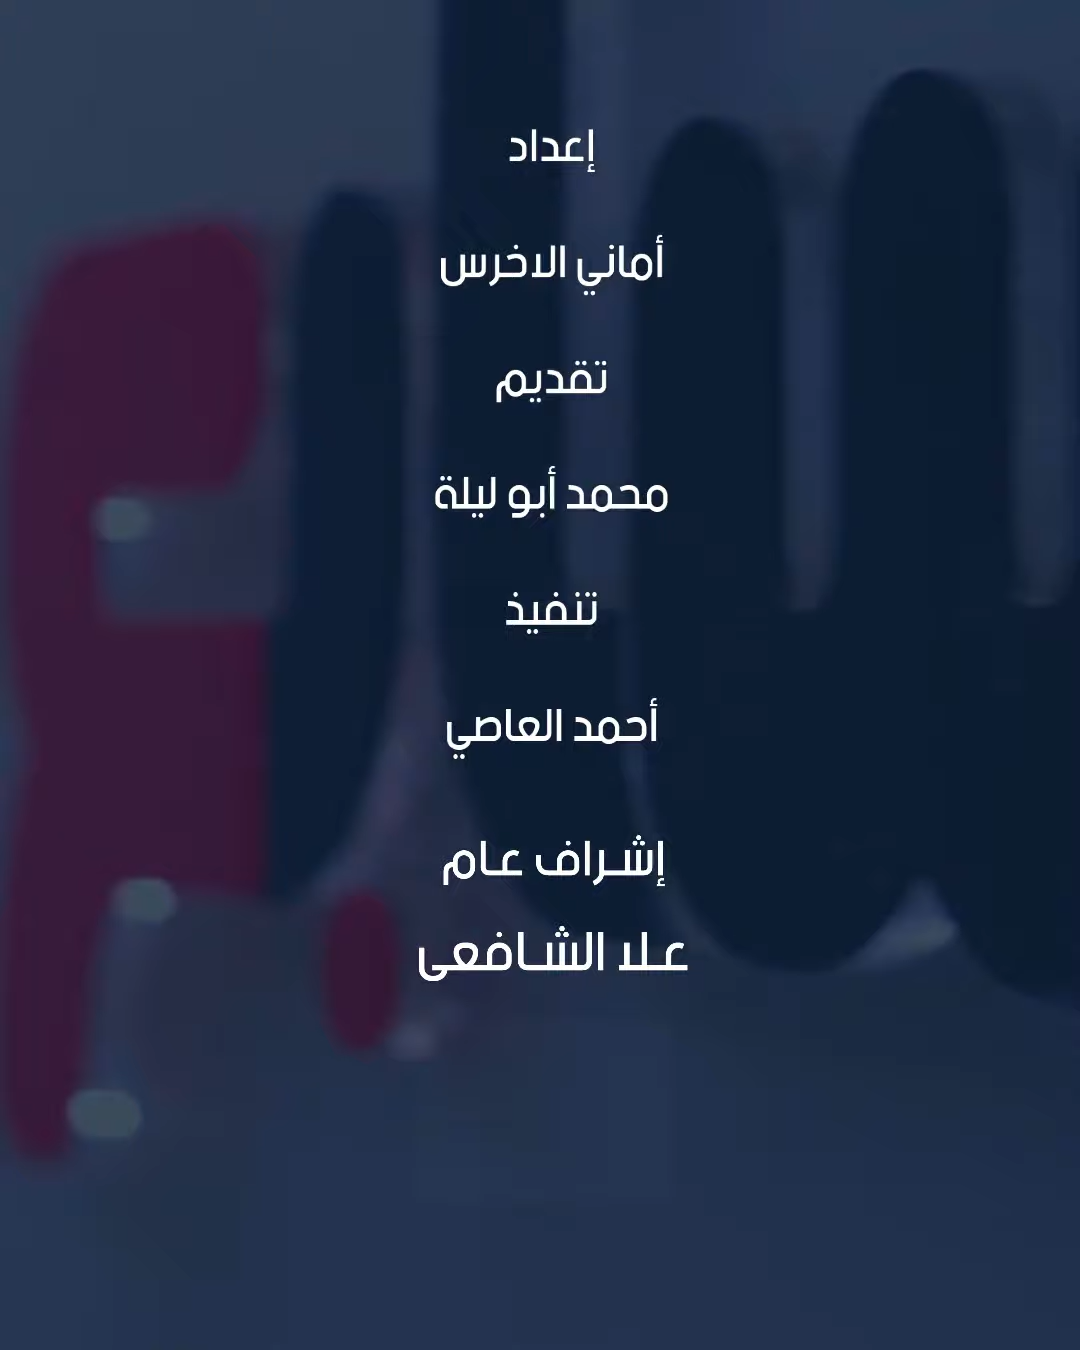 إعداد
أماني الاخرس
تقديم
محمد أبو ليلة
تنفيذ
أحمد العاصي
إشراف عام
علا الشافعى